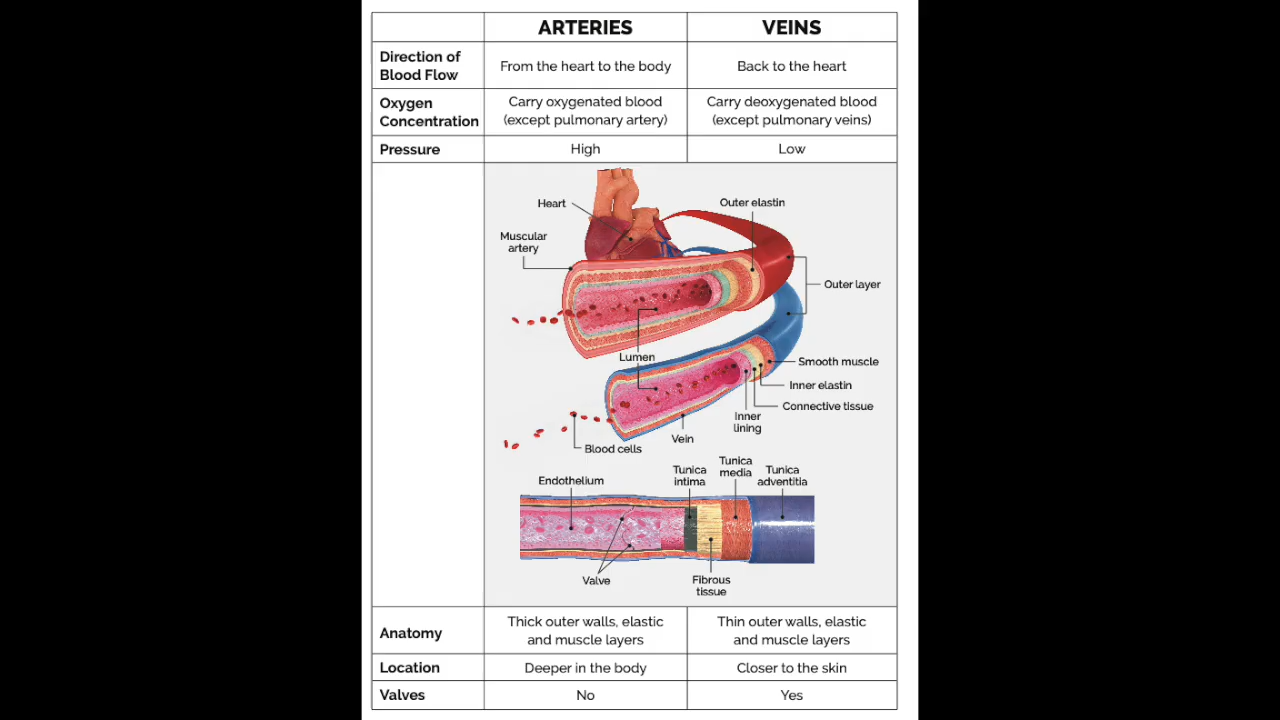 ARTERIES VEINS
Direction of
Blood Flow
From the heart to the body
Back to the heart
Oxygen
Concentration
Carry oxygenated blood
(except pulmonary artery)
Carry deoxygenated blood
(except pulmonary veins)
Pressure High Low
Heart
Outer elastin
Muscular
artery
Outer layer
Lumen
Smooth muscle
Inner elastin
Connective tissue
Inner
lining
Vein
Blood cells
Endothelium
Tunica
intima
Tunica
media
Tunica
adventitia
Valve
Fibrous
tissue
Anatomy
Thick outer walls, elastic
and muscle layers
Thin outer walls, elastic
and muscle layers
Location Deeper in the body Closer to the skin
Valves No Yes